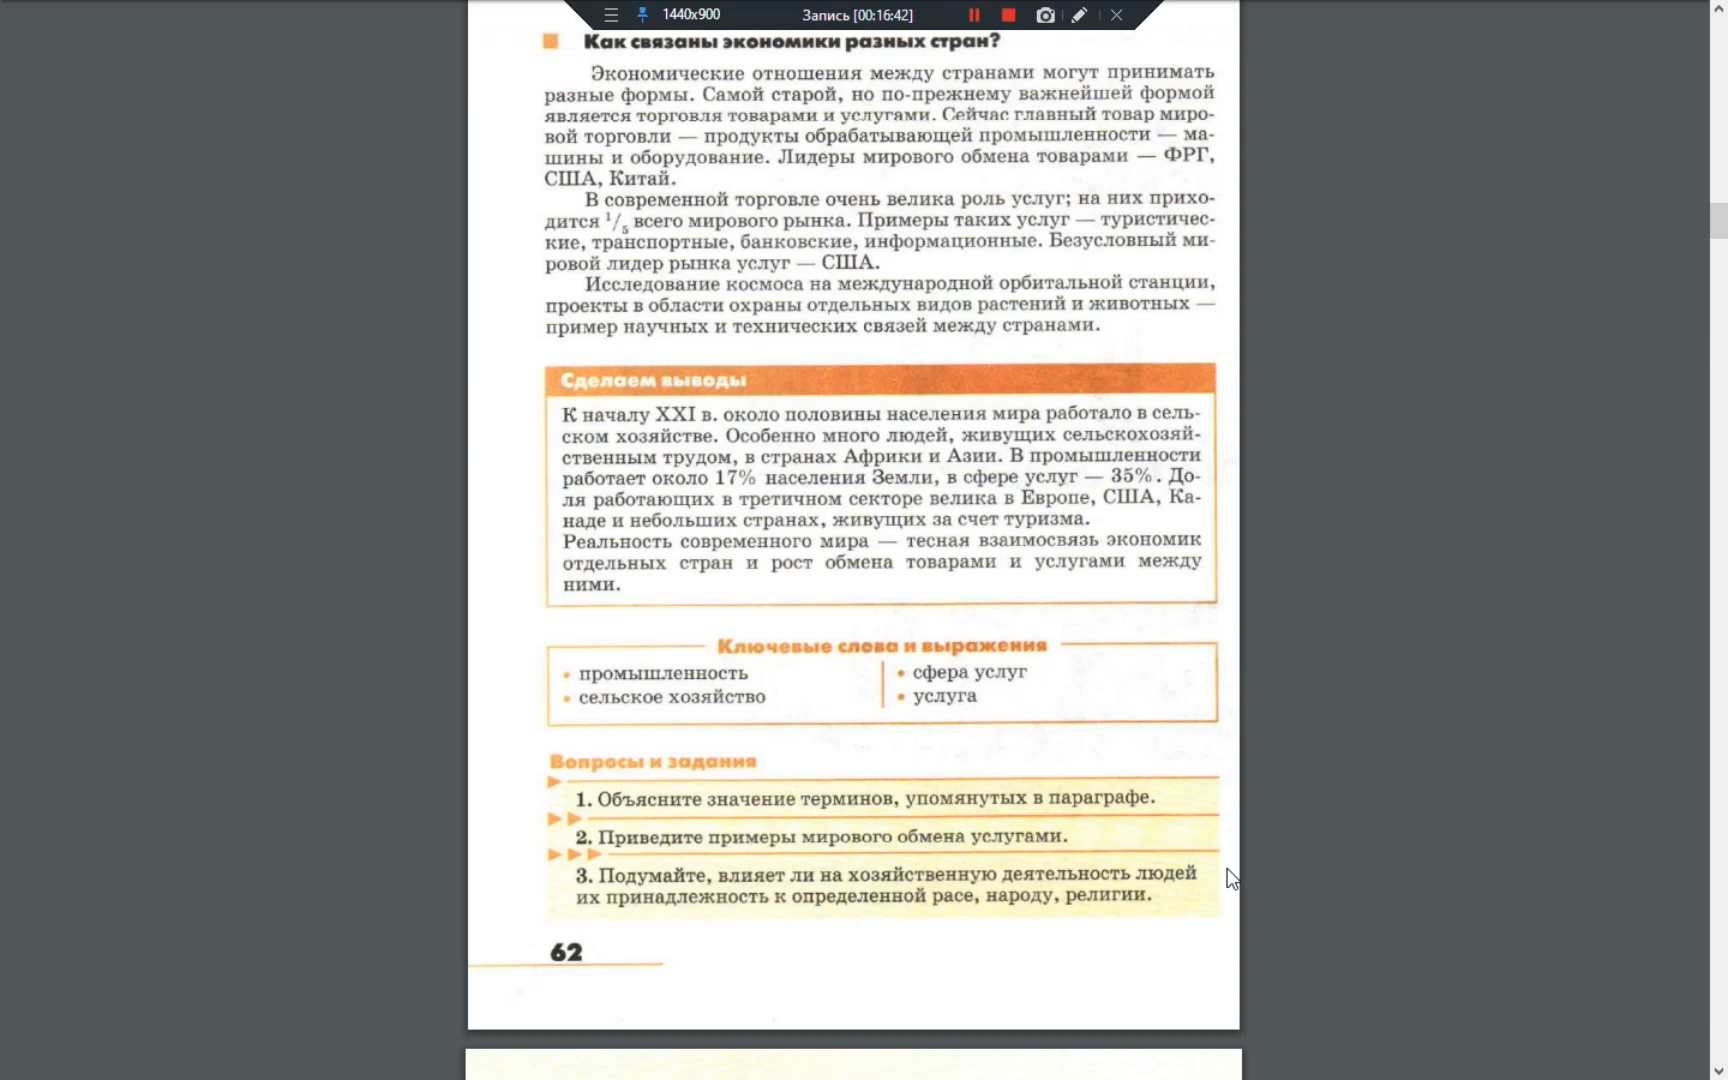 1440x900 Запись [00:16:42]
Как связаны экономики разных стран?
Экономические отношения между странами могут принимать
разные формы. Самой старой, но по-прежнему важнейшей формой
является торговля товарами и услугами. Сейчас главный товар миро-
вой торговли — продукты обрабатывающей промышленности — ма-
шины и оборудование. Лидеры мирового обмена товарами — ФРГ,
США, Китай.
В современной торговле очень велика роль услуг; на них прихо-
дится 1/5 всего мирового рынка. Примеры таких услуг — туристичес-
кие, транспортные, банковские, информационные. Безусловный ми-
ровой лидер рынка услуг — США.
Исследование космоса на международной орбитальной станции,
проекты в области охраны отдельных видов растений и животных —
пример научных и технических связей между странами.
Сделаем выводы
К началу XXI в. около половины населения мира работало в сель-
ском хозяйстве. Особенно много людей, живущих сельскохозяй-
ственным трудом, в странах Африки и Азии. В промышленности
работает около 17% населения Земли, в сфере услуг — 35%. До-
ля работающих в третичном секторе велика в Европе, США, Ка-
наде и небольших странах, живущих за счет туризма.
Реальность современного мира — тесная взаимосвязь экономик
отдельных стран и рост обмена товарами и услугами между
ними.
Ключевые слова и выражения
• промышленность
• сельское хозяйство
• сфера услуг
• услуга
Вопросы и задания
1. Объясните значение терминов, упомянутых в параграфе.
2. Приведите примеры мирового обмена услугами.
3. Подумайте, влияет ли на хозяйственную деятельность людей
их принадлежность к определенной расе, народу, религии.
62